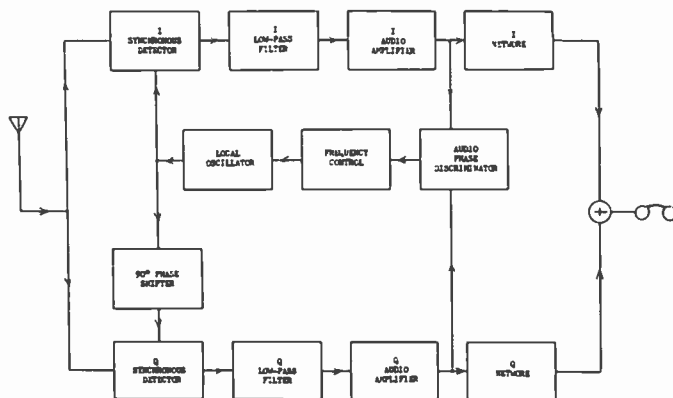 I
SYNCHRONOUS
DETECTOR
I
LOW-PASS
FILTER
I
AUDIO
AMPLIFIER
I
NETWORK
LOCAL
OSCILLATOR
FREQUENCY
CONTROL
AUDIO
PHASE
DISCRIMINATOR
90° PHASE
SHIFTER
Q
SYNCHRONOUS
DETECTOR
Q
LOW-PASS
FILTER
Q
AUDIO
AMPLIFIER
Q
NETWORK
+